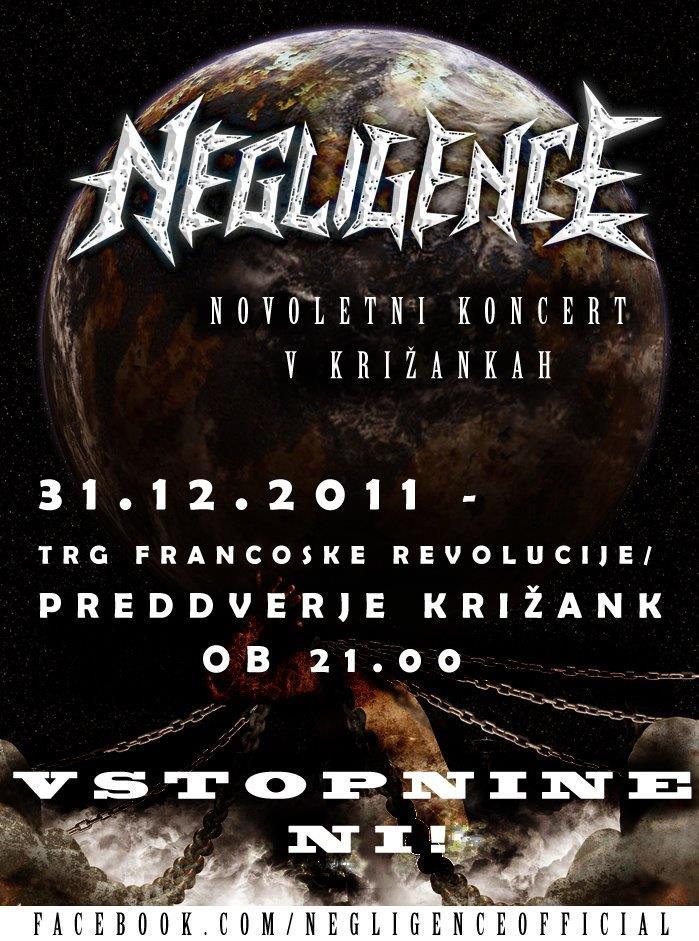 NEGLIGENCE
NOVOLETNI KONCERT
V KRIŽANKAH
31.12.2011 -
TRG FRANCOSKE REVOLUCIJE/
PREDDVERJE KRIŽANK
OB 21.00
VSTOPNINE
NI!
FACEBOOK.COM/NEGLIGENCEOFFICIAL